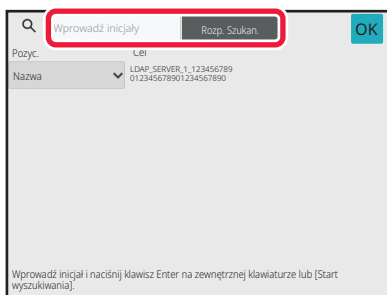 Wprowadź inicjały
Rozp. Szukan.
OK
Pozyc.
Cel
Nazwa
LDAP_SERVER_1_123456789
012345678901234567890
Wprowadź inicjał i naciśnij klawisz Enter na zewnętrznej klawiaturze lub [Start
wyszukiwania].